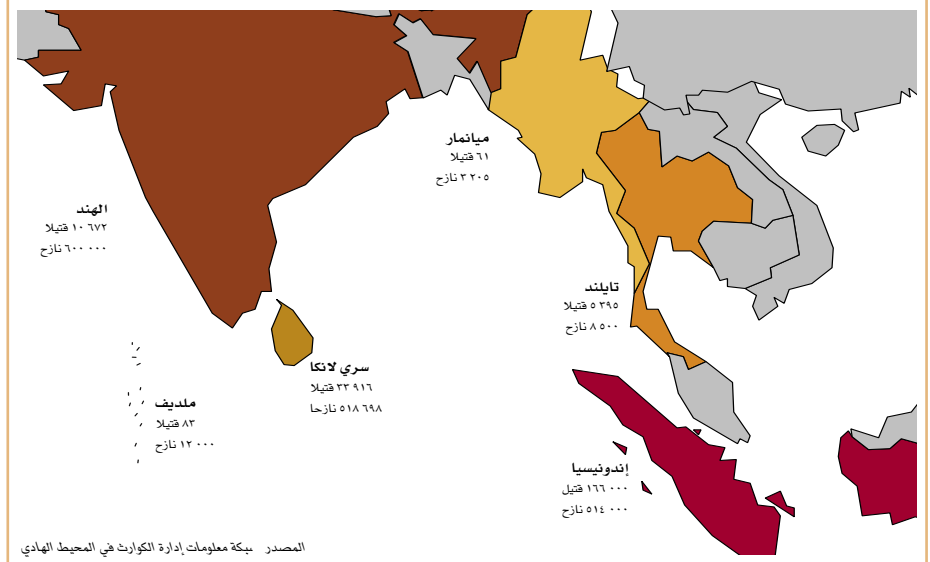 ميانمار
٦١ قتيلا
٣ ٢٠٥ نازح
الهند
١٠ ٦٧٢ قتيلا
٦٠٠ ٠٠٠ نازح
تايلند
٥ ٣٩٥ قتيلا
٨ ٥٠٠ نازح
سري لانكا
٣٣ ٩١٦ قتيلا
٥١٨ ٦٩٨ نازحا
ملديف
٨٣ قتيلا
١٢ ٠٠٠ نازح
إندونيسيا
١٦٦ ٠٠٠ قتيل
٥١٤ ٠٠٠ نازح
المصدر معلومات إدارة الكوارث في المحيط الهادي